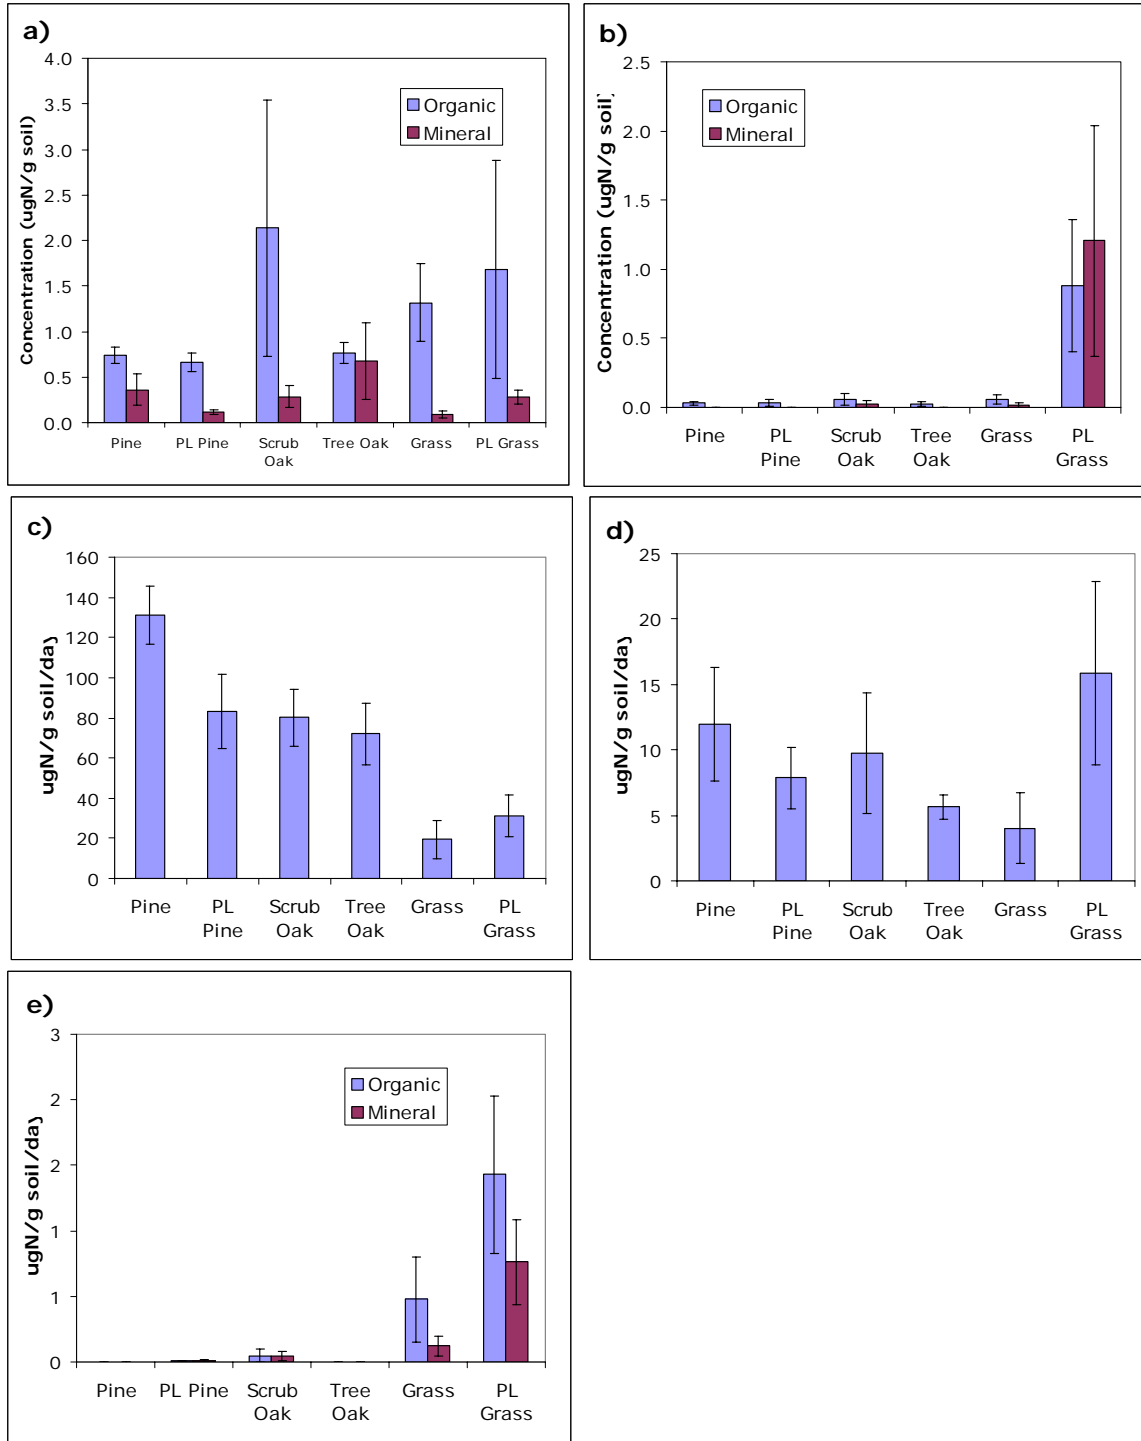 a)
4.0
3.5
3.0
2.5
2.0
1.5
1.0
0.5
0.0
Concentration (ugN/g soil)
Organic
Mineral
Pine
PL Pine
Scrub
Oak
Tree Oak
Grass
PL Grass
b)
2.5
2.0
1.5
1.0
0.5
0.0
Concentration (ugN/g soil)
Organic
Mineral
Pine
PL
Pine
Scrub
Oak
Tree
Oak
Grass
PL
Grass
c)
160
140
120
100
80
60
40
20
0
ugN/g soil/day
Pine
PL
Pine
Scrub
Oak
Tree
Oak
Grass
PL
Grass
d)
25
20
15
10
5
0
ugN/g soil/day
Pine
PL
Pine
Scrub
Oak
Tree
Oak
Grass
PL
Grass
e)
3
2
2
1
1
0
ugN/g soil/day
Organic
Mineral
Pine
PL Pine
Scrub
Oak
Tree
Oak
Grass
PL
Grass